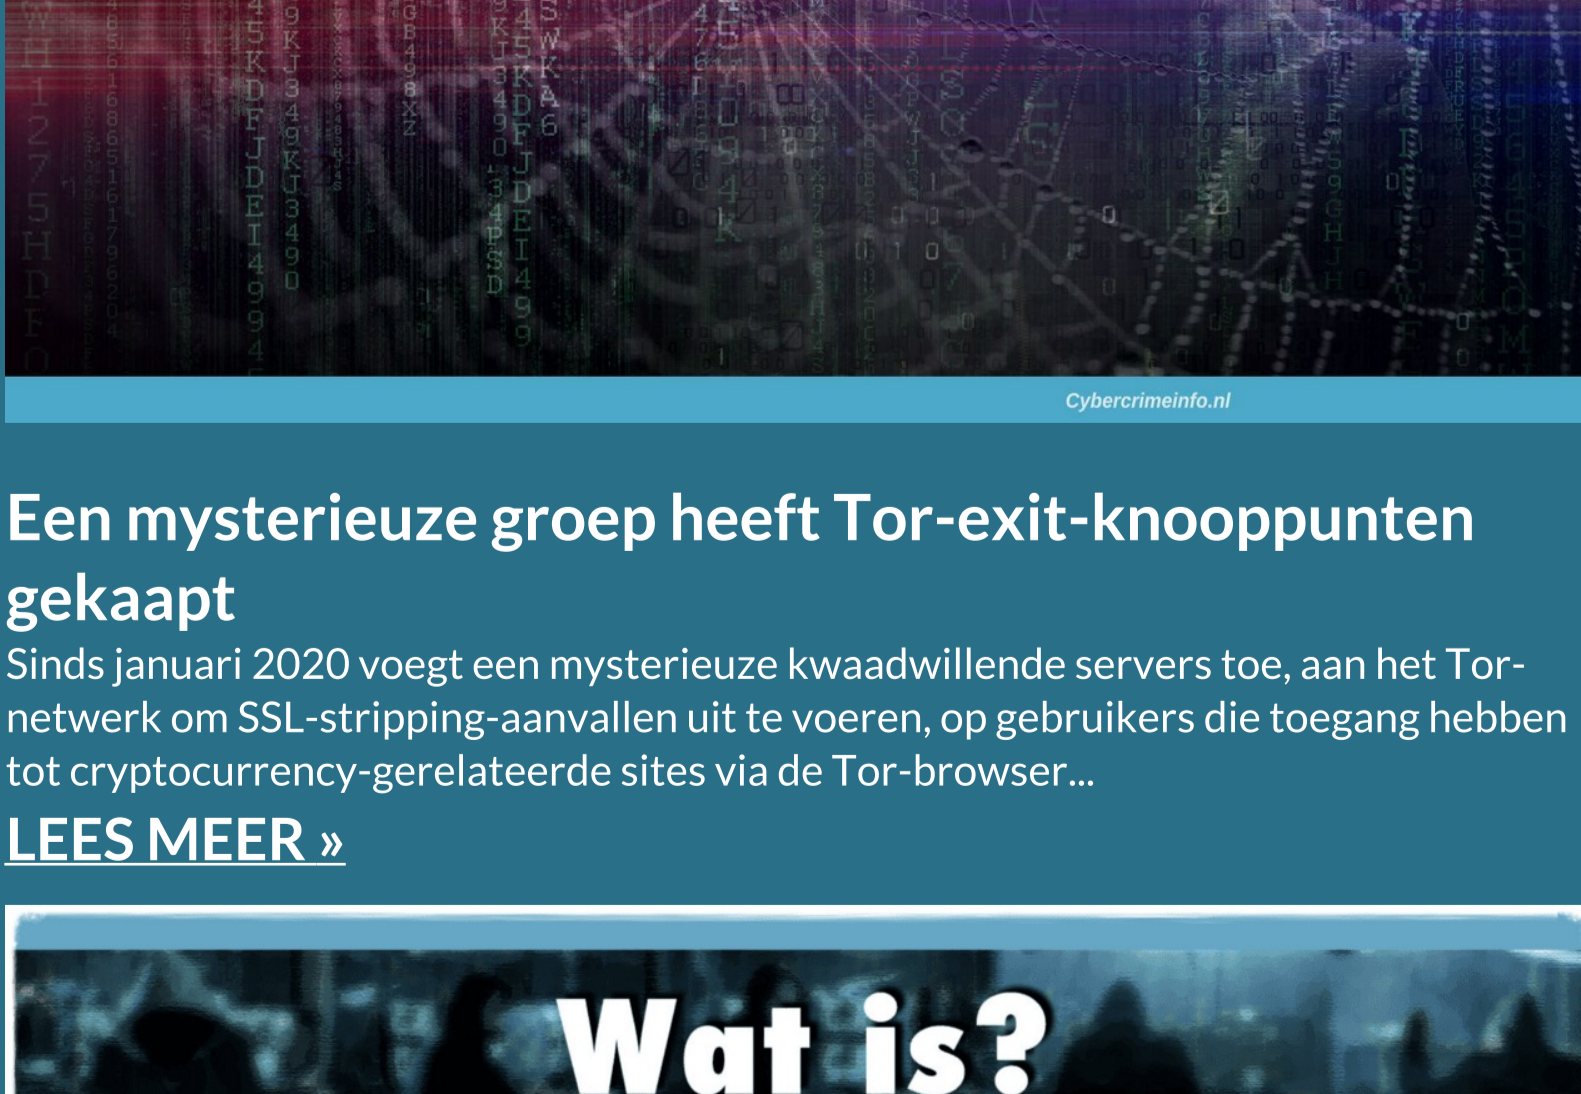 Cybercrimeinfo.nl
Een mysterieuze groep heeft Tor-exit-knooppunten
gekaapt
Sinds januari 2020 voegt een mysterieuze kwaadwillende servers toe, aan het Tor-
netwerk om SSL-stripping-aanvallen uit te voeren, op gebruikers die toegang hebben
tot cryptocurrency-gerelateerde sites via de Tor-browser...
LEES MEER »
Wat is?